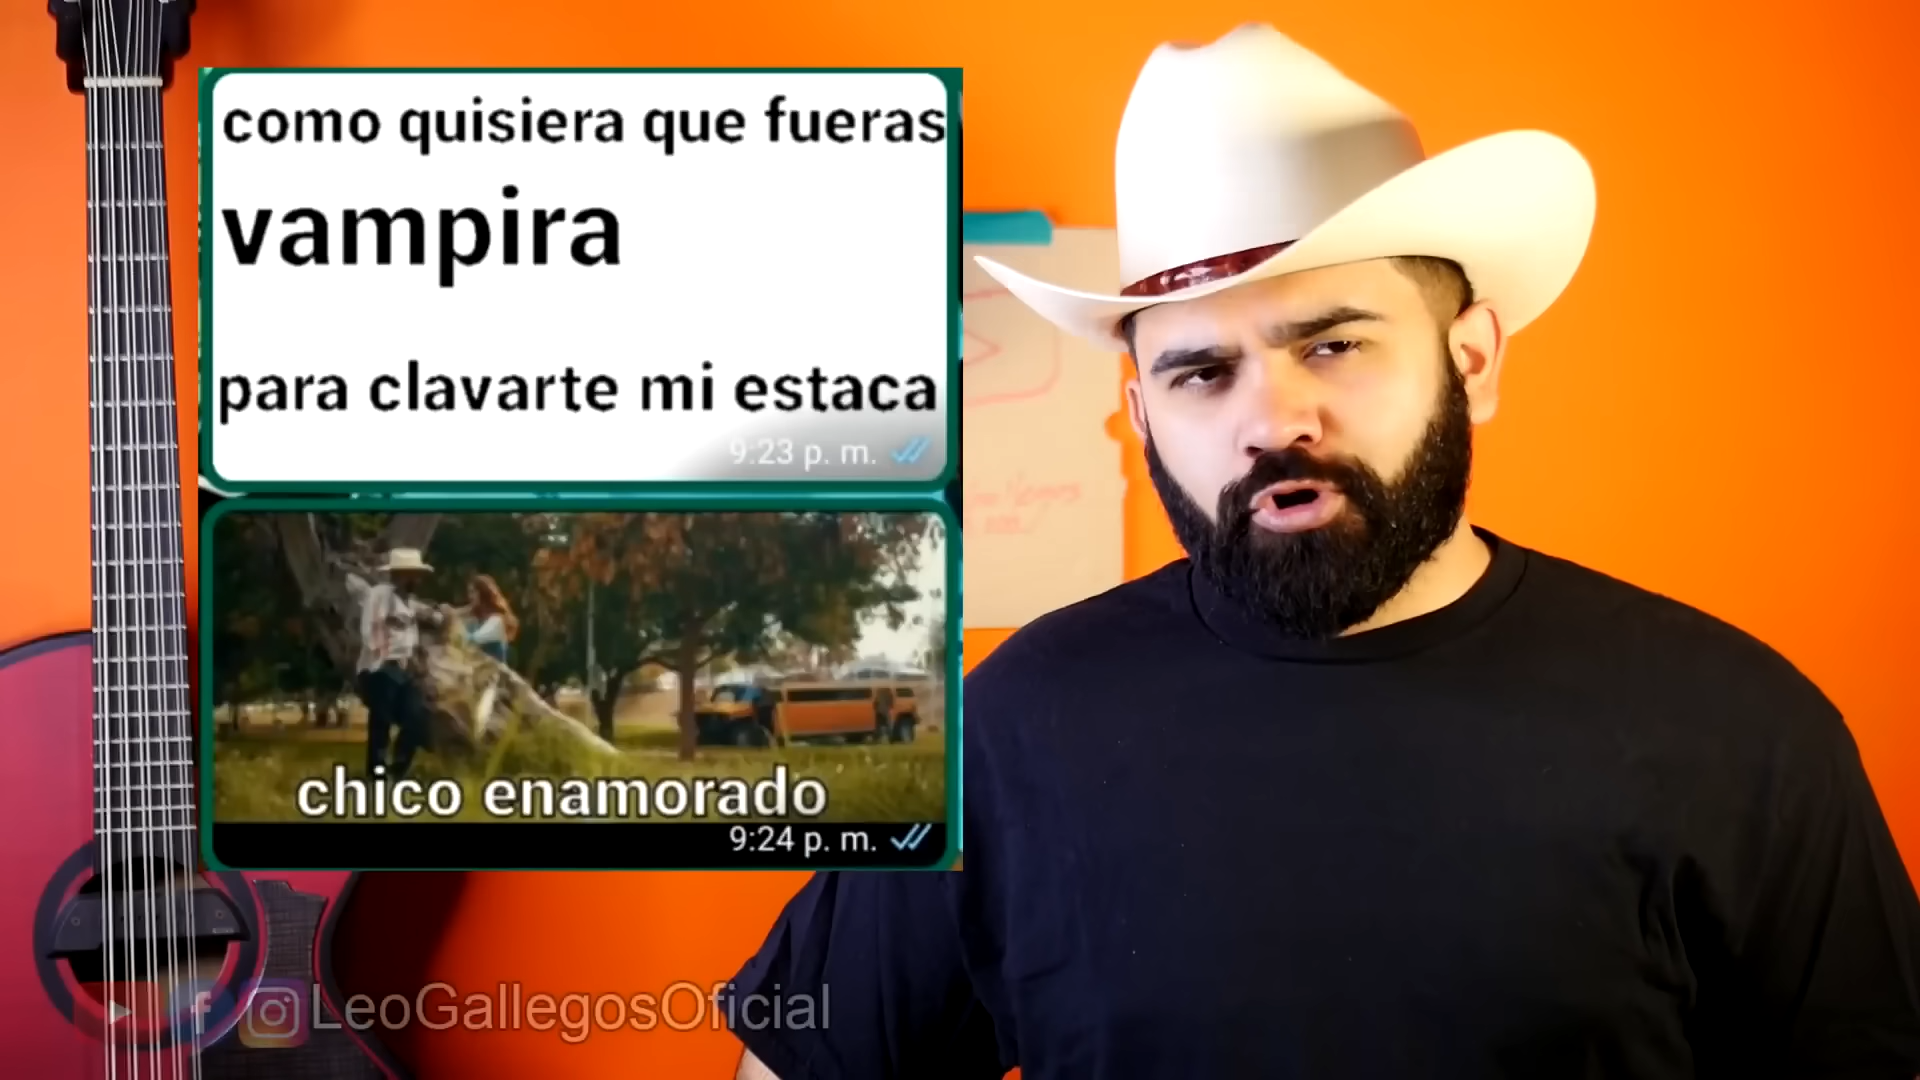 como quisiera que fueras
vampira
para clavarte mi estaca
9:23 p. m.
chico enamorado
9:24 p. m.
LeoGallegosOficial